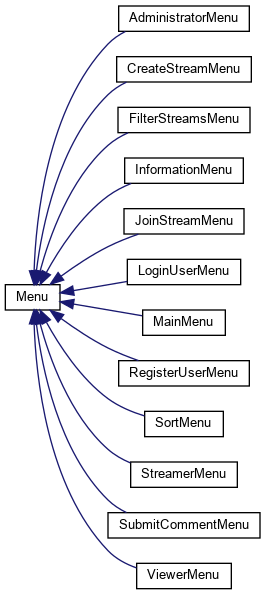 AdministratorMenu
CreateStreamMenu
FilterStreamsMenu
InformationMenu
JoinStreamMenu
LoginUserMenu
Menu
MainMenu
RegisterUserMenu
SortMenu
StreamerMenu
SubmitCommentMenu
ViewerMenu